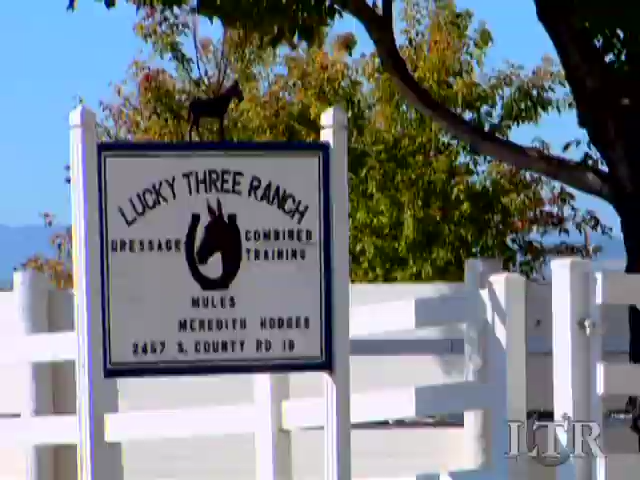 LUCKY THREE RANCH
DRESSAGE
COMBINED
TRAINING
MULES
MEREDITH HODGES
2457 S. COUNTY RD 19
LTR